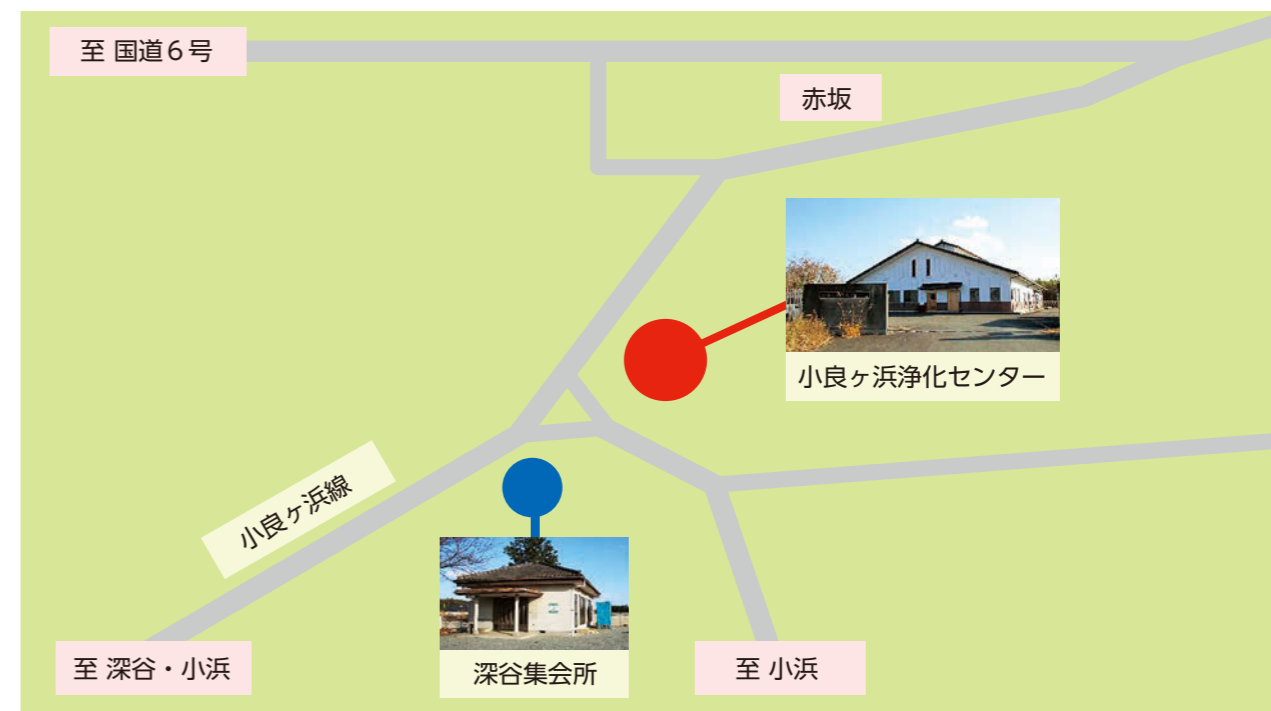 至 国道6号
赤坂
小良ヶ浜浄化センター
小良ヶ浜線
至 深谷・小浜
深谷集会所
至 小浜